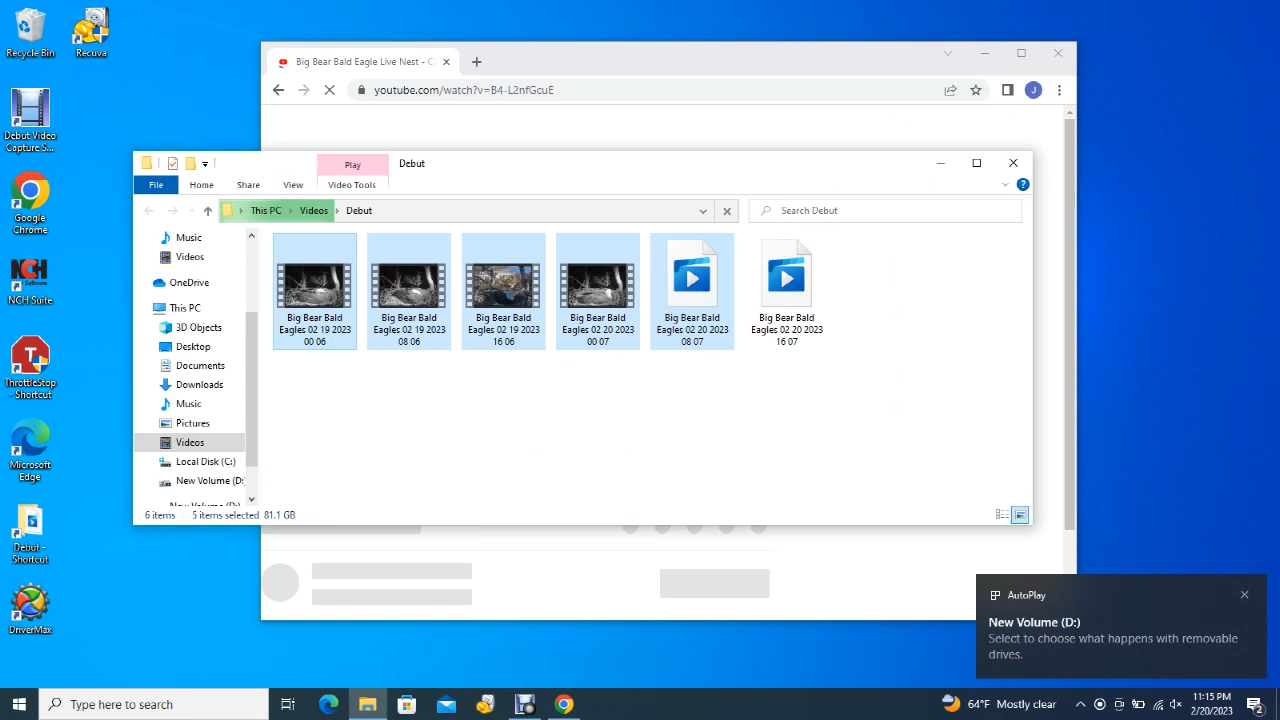 Recycle Bin
Recuva
Debut Video
Capture S...
Google
Chrome
NCH Suite
ThrottleStop
- Shortcut
Microsoft
Edge
Debut -
Shortcut
DriverMax
Big Bear Bald Eagle Live Nest - C
youtube.com/watch?v=B4-L2nfGcuE
J
Play
Debut
File
Home
Share
View
Video Tools
This PC
Videos
Debut
Search Debut
Music
Videos
OneDrive
This PC
3D Objects
Desktop
Documents
Downloads
Music
Pictures
Videos
Local Disk (C:)
New Volume (D:)
New Volume (D:)
Big Bear Bald
Eagles 02 19 2023
00 06
Big Bear Bald
Eagles 02 19 2023
08 06
Big Bear Bald
Eagles 02 19 2023
16 06
Big Bear Bald
Eagles 02 20 2023
00 07
Big Bear Bald
Eagles 02 20 2023
08 07
Big Bear Bald
Eagles 02 20 2023
16 07
6 items
5 items selected 81.1 GB
AutoPlay
New Volume (D:)
Select to choose what happens with removable
drives.
Type here to search
64°F Mostly clear
11:15 PM
2/20/2023
2